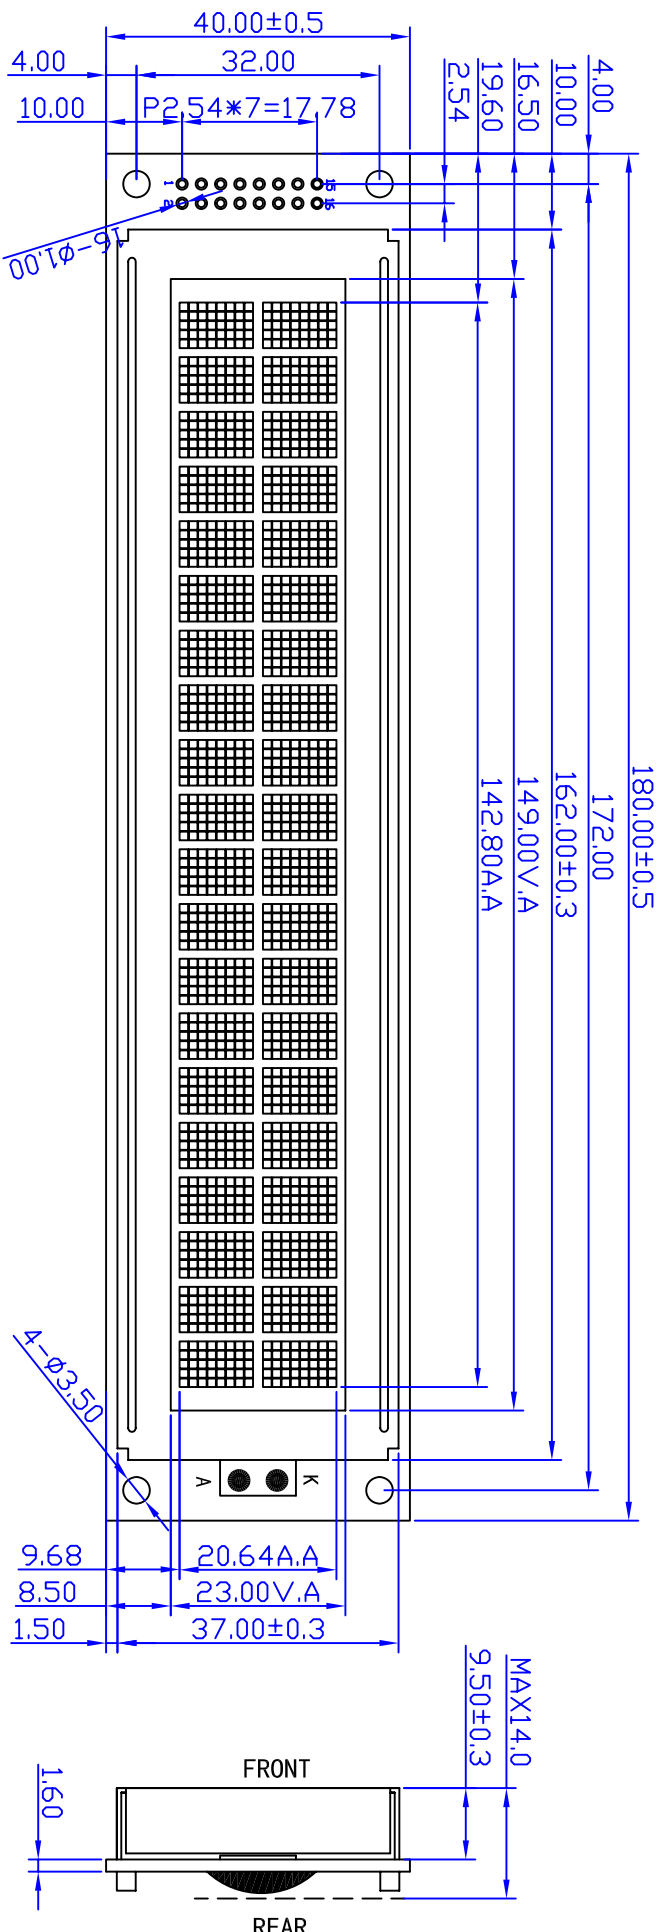 40.00±0.5
4.00
32.00
10.00
P2.54*7=17.78
2.54
19.60
16.50
10.00
4.00
1
15
2
16
16-ø1.00
180.00±0.5
172.00
162.00±0.3
149.00V.A
142.80A.A
4-ø3.50
A
K
9.68
20.64A.A
8.50
23.00V.A
1.50
37.00±0.3
9.50±0.3
MAX14.0
FRONT
1.60
REAR